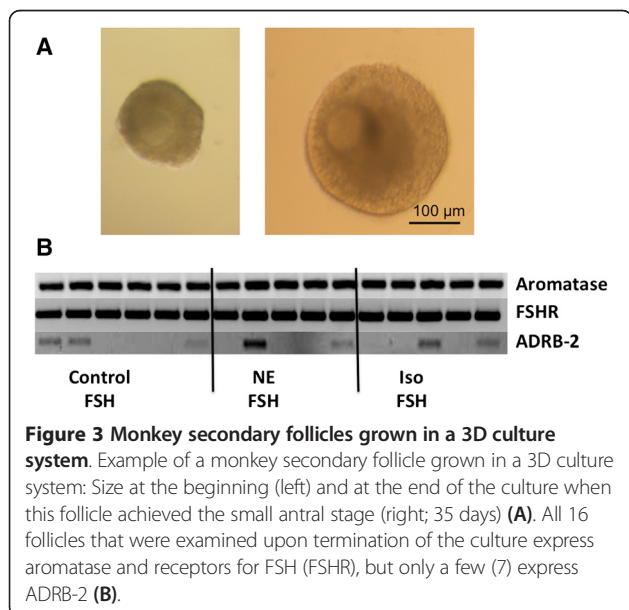 A
100 µm
B
Aromatase
FSHR
ADRB-2
Control NE Iso
FSH FSH FSH
Figure 3 Monkey secondary follicles grown in a 3D culture
system. Example of a monkey secondary follicle grown in a 3D culture
system: Size at the beginning (left) and at the end of the culture when
this follicle achieved the small antral stage (right; 35 days) (A). All 16
follicles that were examined upon termination of the culture express
aromatase and receptors for FSH (FSHR), but only a few (7) express
ADRB-2 (B).